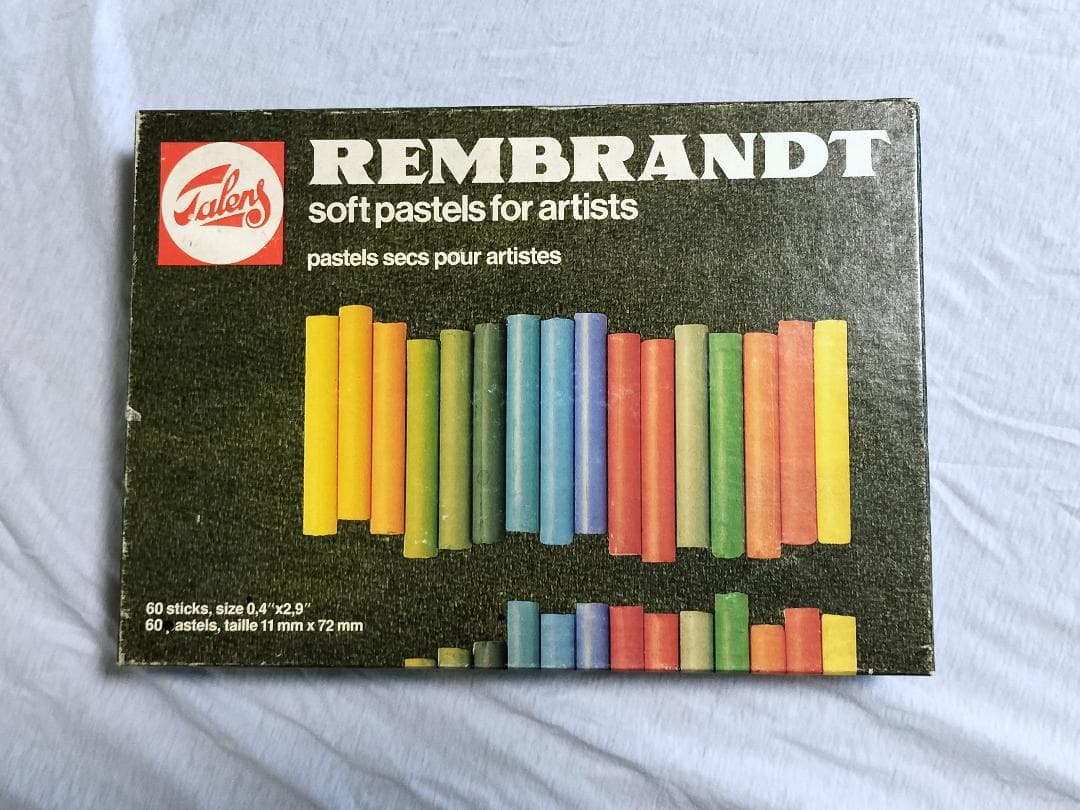 Talens
REMBRANDT
soft pastels for artists
pastels secs pour artistes
60 sticks, size 0,4"x2,9"
60 pastels, taille 11 mm x 72 mm